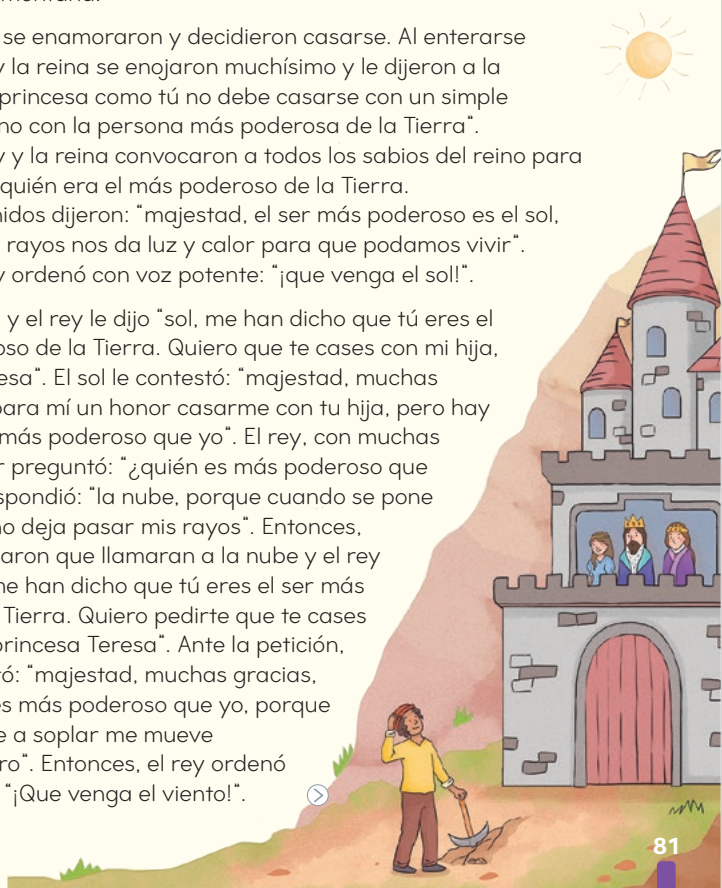 se enamoraron y decidieron casarse. Al enterarse
y la reina se enojaron muchísimo y le dijeron a la
princesa como tú no debe casarse con un simple
no con la persona más poderosa de la Tierra“.
y y la reina convocaron a todos los sabios del reino para
quién era el más poderoso de la Tierra.
nidos dijeron: “majestad, el ser más poderoso es el sol,
rayos nos da luz y calor para que podamos vivir“.
y ordenó con voz potente: “¡que venga el sol!“.
y el rey le dijo “sol, me han dicho que tú eres el
oso de la Tierra. Quiero que te cases con mi hija,
esa“. El sol le contestó: “majestad, muchas
para mí un honor casarme con tu hija, pero hay
más poderoso que yo“. El rey, con muchas
r preguntó: “¿quién es más poderoso que
spondió: “la nube, porque cuando se pone
no deja pasar mis rayos“. Entonces,
aron que llamaran a la nube y el rey
me han dicho que tú eres el ser más
Tierra. Quiero pedirte que te cases
princesa Teresa“. Ante la petición,
tó: “majestad, muchas gracias,
es más poderoso que yo, porque
e a soplar me mueve
ro“. Entonces, el rey ordenó
“¡Que venga el viento!“.
81